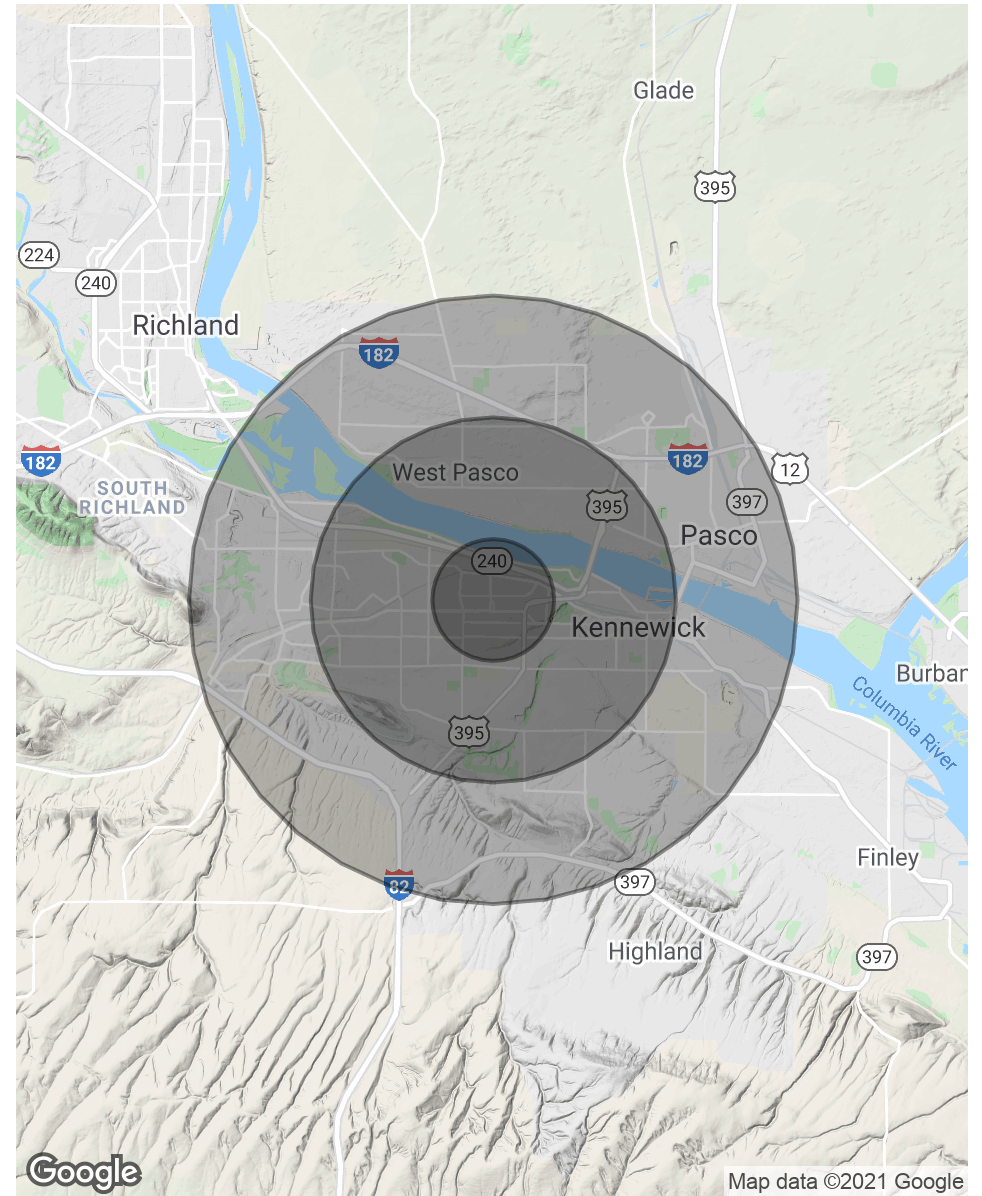 Glade
395
224
240
Richland
182
182
West Pasco
182
12
SOUTH
RICHLAND
395
397
Pasco
240
Kennewick
Burban
Columbia River
395
Finley
82
397
Highland
397
Google
Map data ©2021 Google